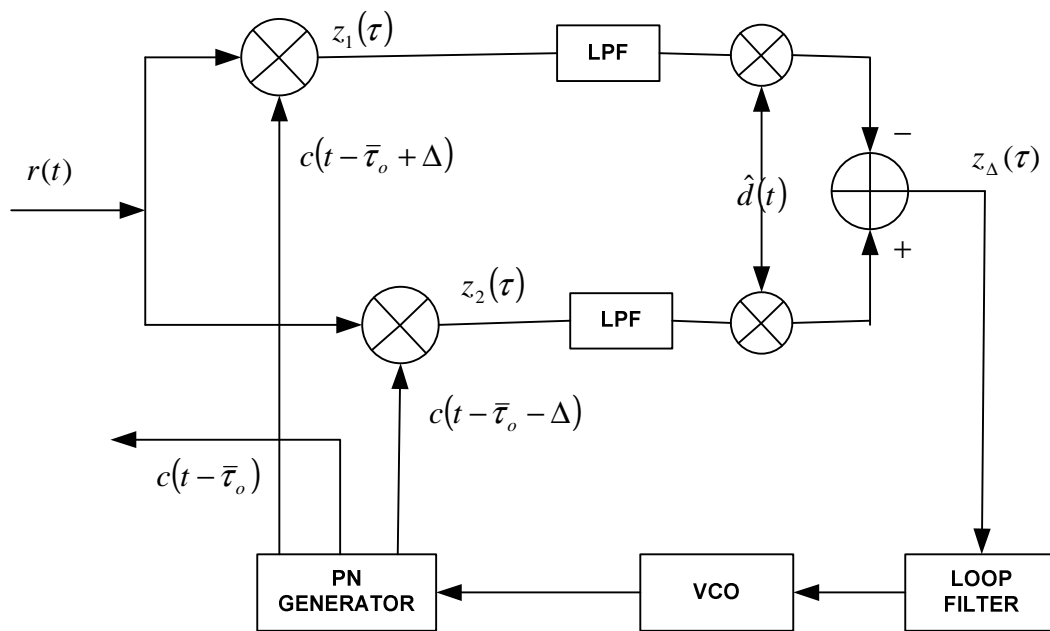 z₁(τ)
LPF
c(t − τ̄ₒ + Δ)
−
r(t)
d̂(t)
z_Δ(τ)
+
z₂(τ)
LPF
c(t − τ̄ₒ − Δ)
c(t − τ̄ₒ)
PN
GENERATOR
VCO
LOOP
FILTER